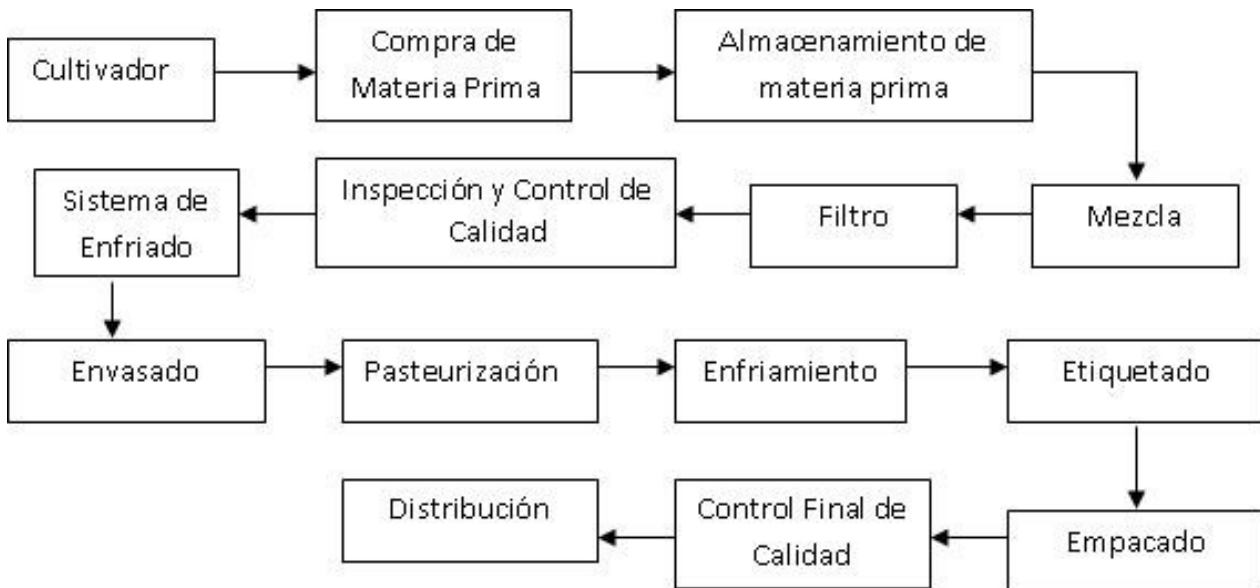 Cultivador
Compra de
Materia Prima
Almacenamiento de
materia prima
Mezcla
Filtro
Inspección y Control de
Calidad
Sistema de
Enfriado
Envasado
Pasteurización
Enfriamiento
Etiquetado
Empacado
Control Final de
Calidad
Distribución